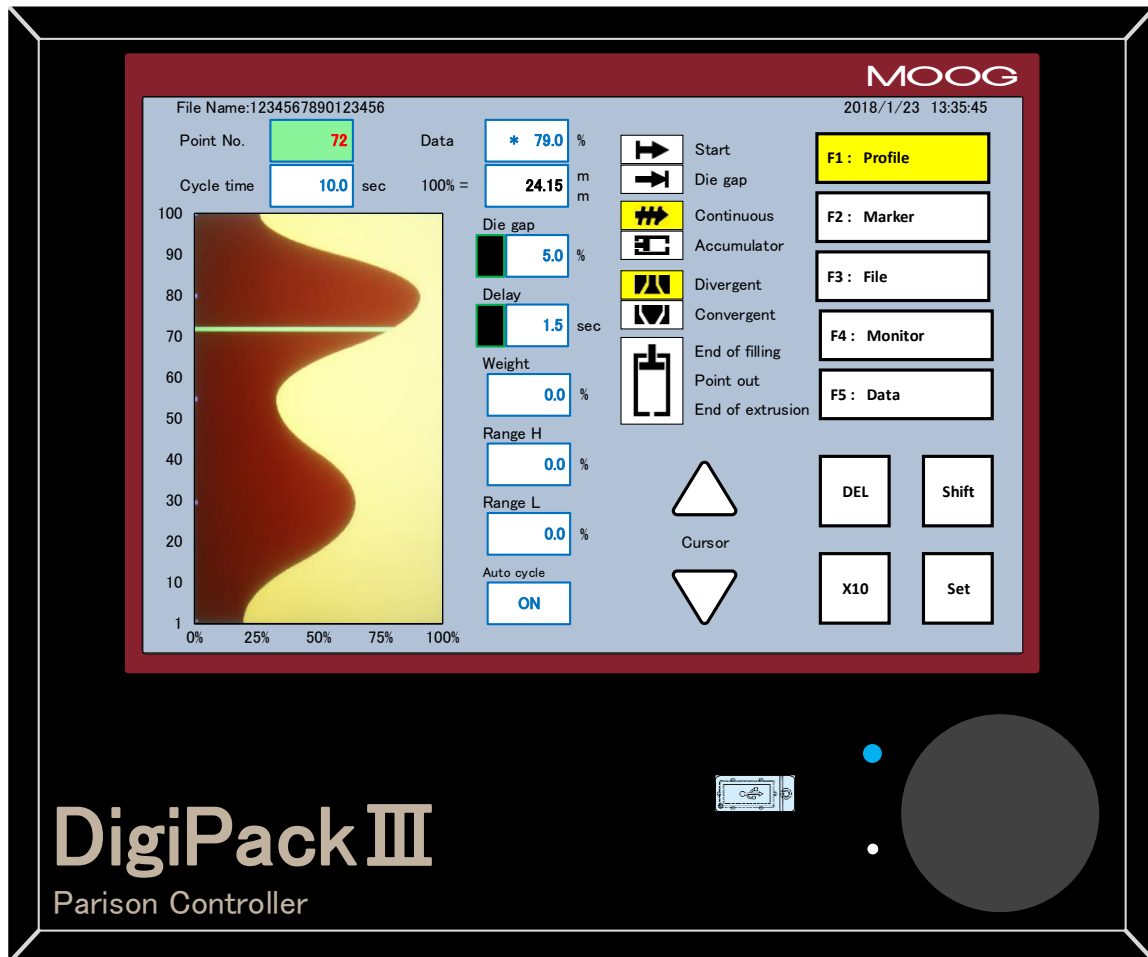 MOOG
File Name:1234567890123456
2018/1/23 13:35:45
Point No. 72
Data * 79.0 %
Cycle time 10.0 sec
100% = 24.15 m
m
100
90
80
70
60
50
40
30
20
10
1
0% 25% 50% 75% 100%
Die gap
5.0 %
Delay
1.5 sec
Weight
0.0 %
Range H
0.0 %
Range L
0.0 %
Auto cycle
ON
Start
Die gap
Continuous
Accumulator
Divergent
Convergent
End of filling
Point out
End of extrusion
Cursor
F1 : Profile
F2 : Marker
F3 : File
F4 : Monitor
F5 : Data
DEL Shift
X10 Set
DigiPack III
Parison Controller